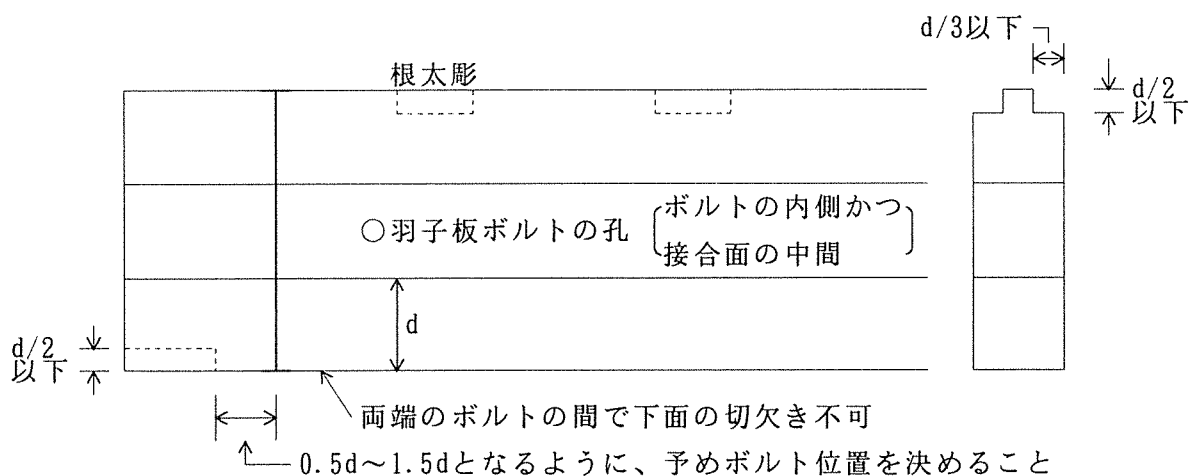 d/3以下
根太彫
d/2
以下
○羽子板ボルトの孔
ボルトの内側かつ
接合面の中間
d
d/2
以下
両端のボルトの間で下面の切欠き不可
0.5d～1.5dとなるように、予めボルト位置を決めること